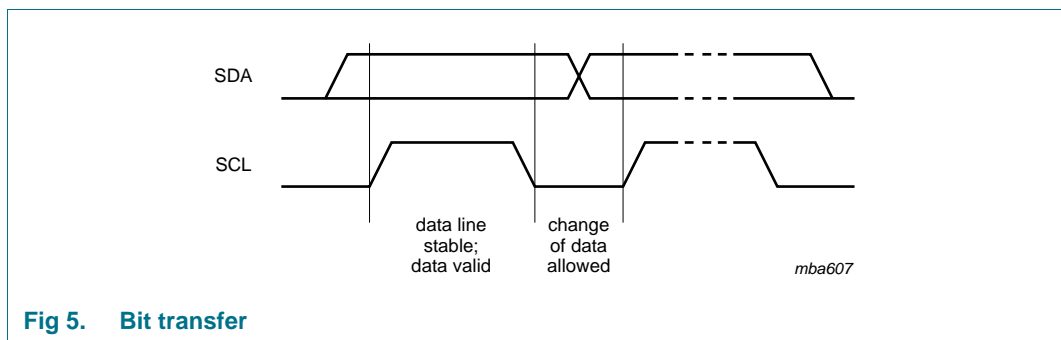 SDA
SCL
data line
stable;
data valid
change
of data
allowed
mba607
Fig 5. Bit transfer